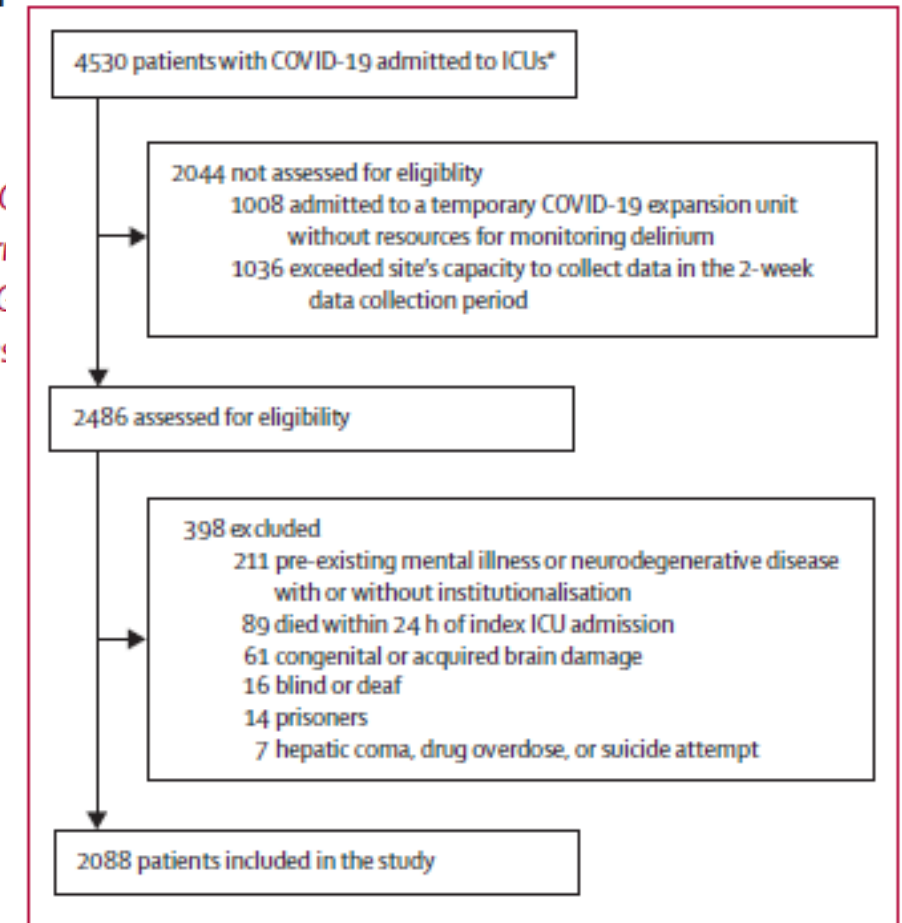 4530 patients with COVID-19 admitted to ICUs*
2044 not assessed for eligiblity
1008 admitted to a temporary COVID-19 expansion unit
without resources for monitoring delirium
1036 exceeded site's capacity to collect data in the 2-week
data collection period
2486 assessed for eligibility
398 excluded
211 pre-existing mental illness or neurodegenerative disease
with or without institutionalisation
89 died within 24 h of index ICU admission
61 congenital or acquired brain damage
16 blind or deaf
14 prisoners
7 hepatic coma, drug overdose, or suicide attempt
2088 patients included in the study